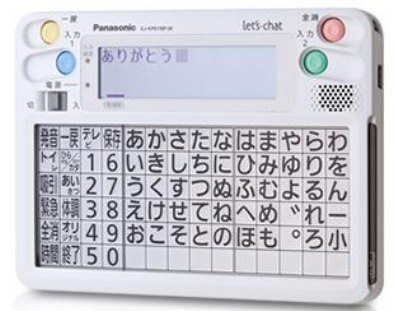 一戻
Panasonic
let's·chat
全消
入力
1
入力
2
ありがとう
電源
切 入
発音 一戻 テレビ 保存 あ か さ た な は ま や ら わ
トイレ 1 6 い き し ち に ひ み ゆ り を
吸引 あい 2 7 う く す つ ぬ ふ む よ る ん
緊急 体調 3 8 え け せ て ね へ め ゛ れ ー
全消 オリジナル 4 9 お こ そ と の ほ も ゜ ろ 小
時間 終了 5 0